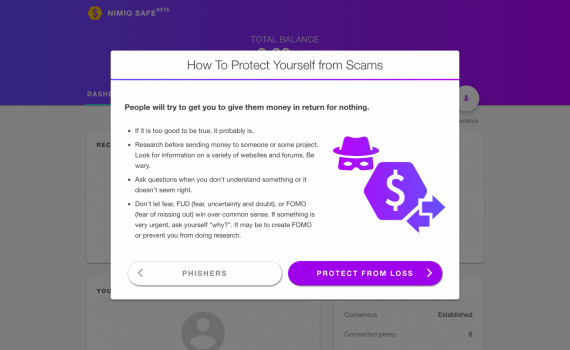 NIMIQ SAFE BETA
TOTAL BALANCE
How To Protect Yourself from Scams
DASH
People will try to get you to give them money in return for nothing.
If it is too good to be true, it probably is.
Research before sending money to someone or some project.
Look for information on a variety of websites and forums. Be
wary.
Ask questions when you don't understand something or it
doesn't seem right.
Don't let fear, FUD (fear, uncertainty and doubt), or FOMO
(fear of missing out) win over common sense. If something is
very urgent, ask yourself "why?". It may be to create FOMO
or prevent you from doing research.
$
PHISHERS
PROTECT FROM LOSS
YOU
Consensus Established
Connected peers 6